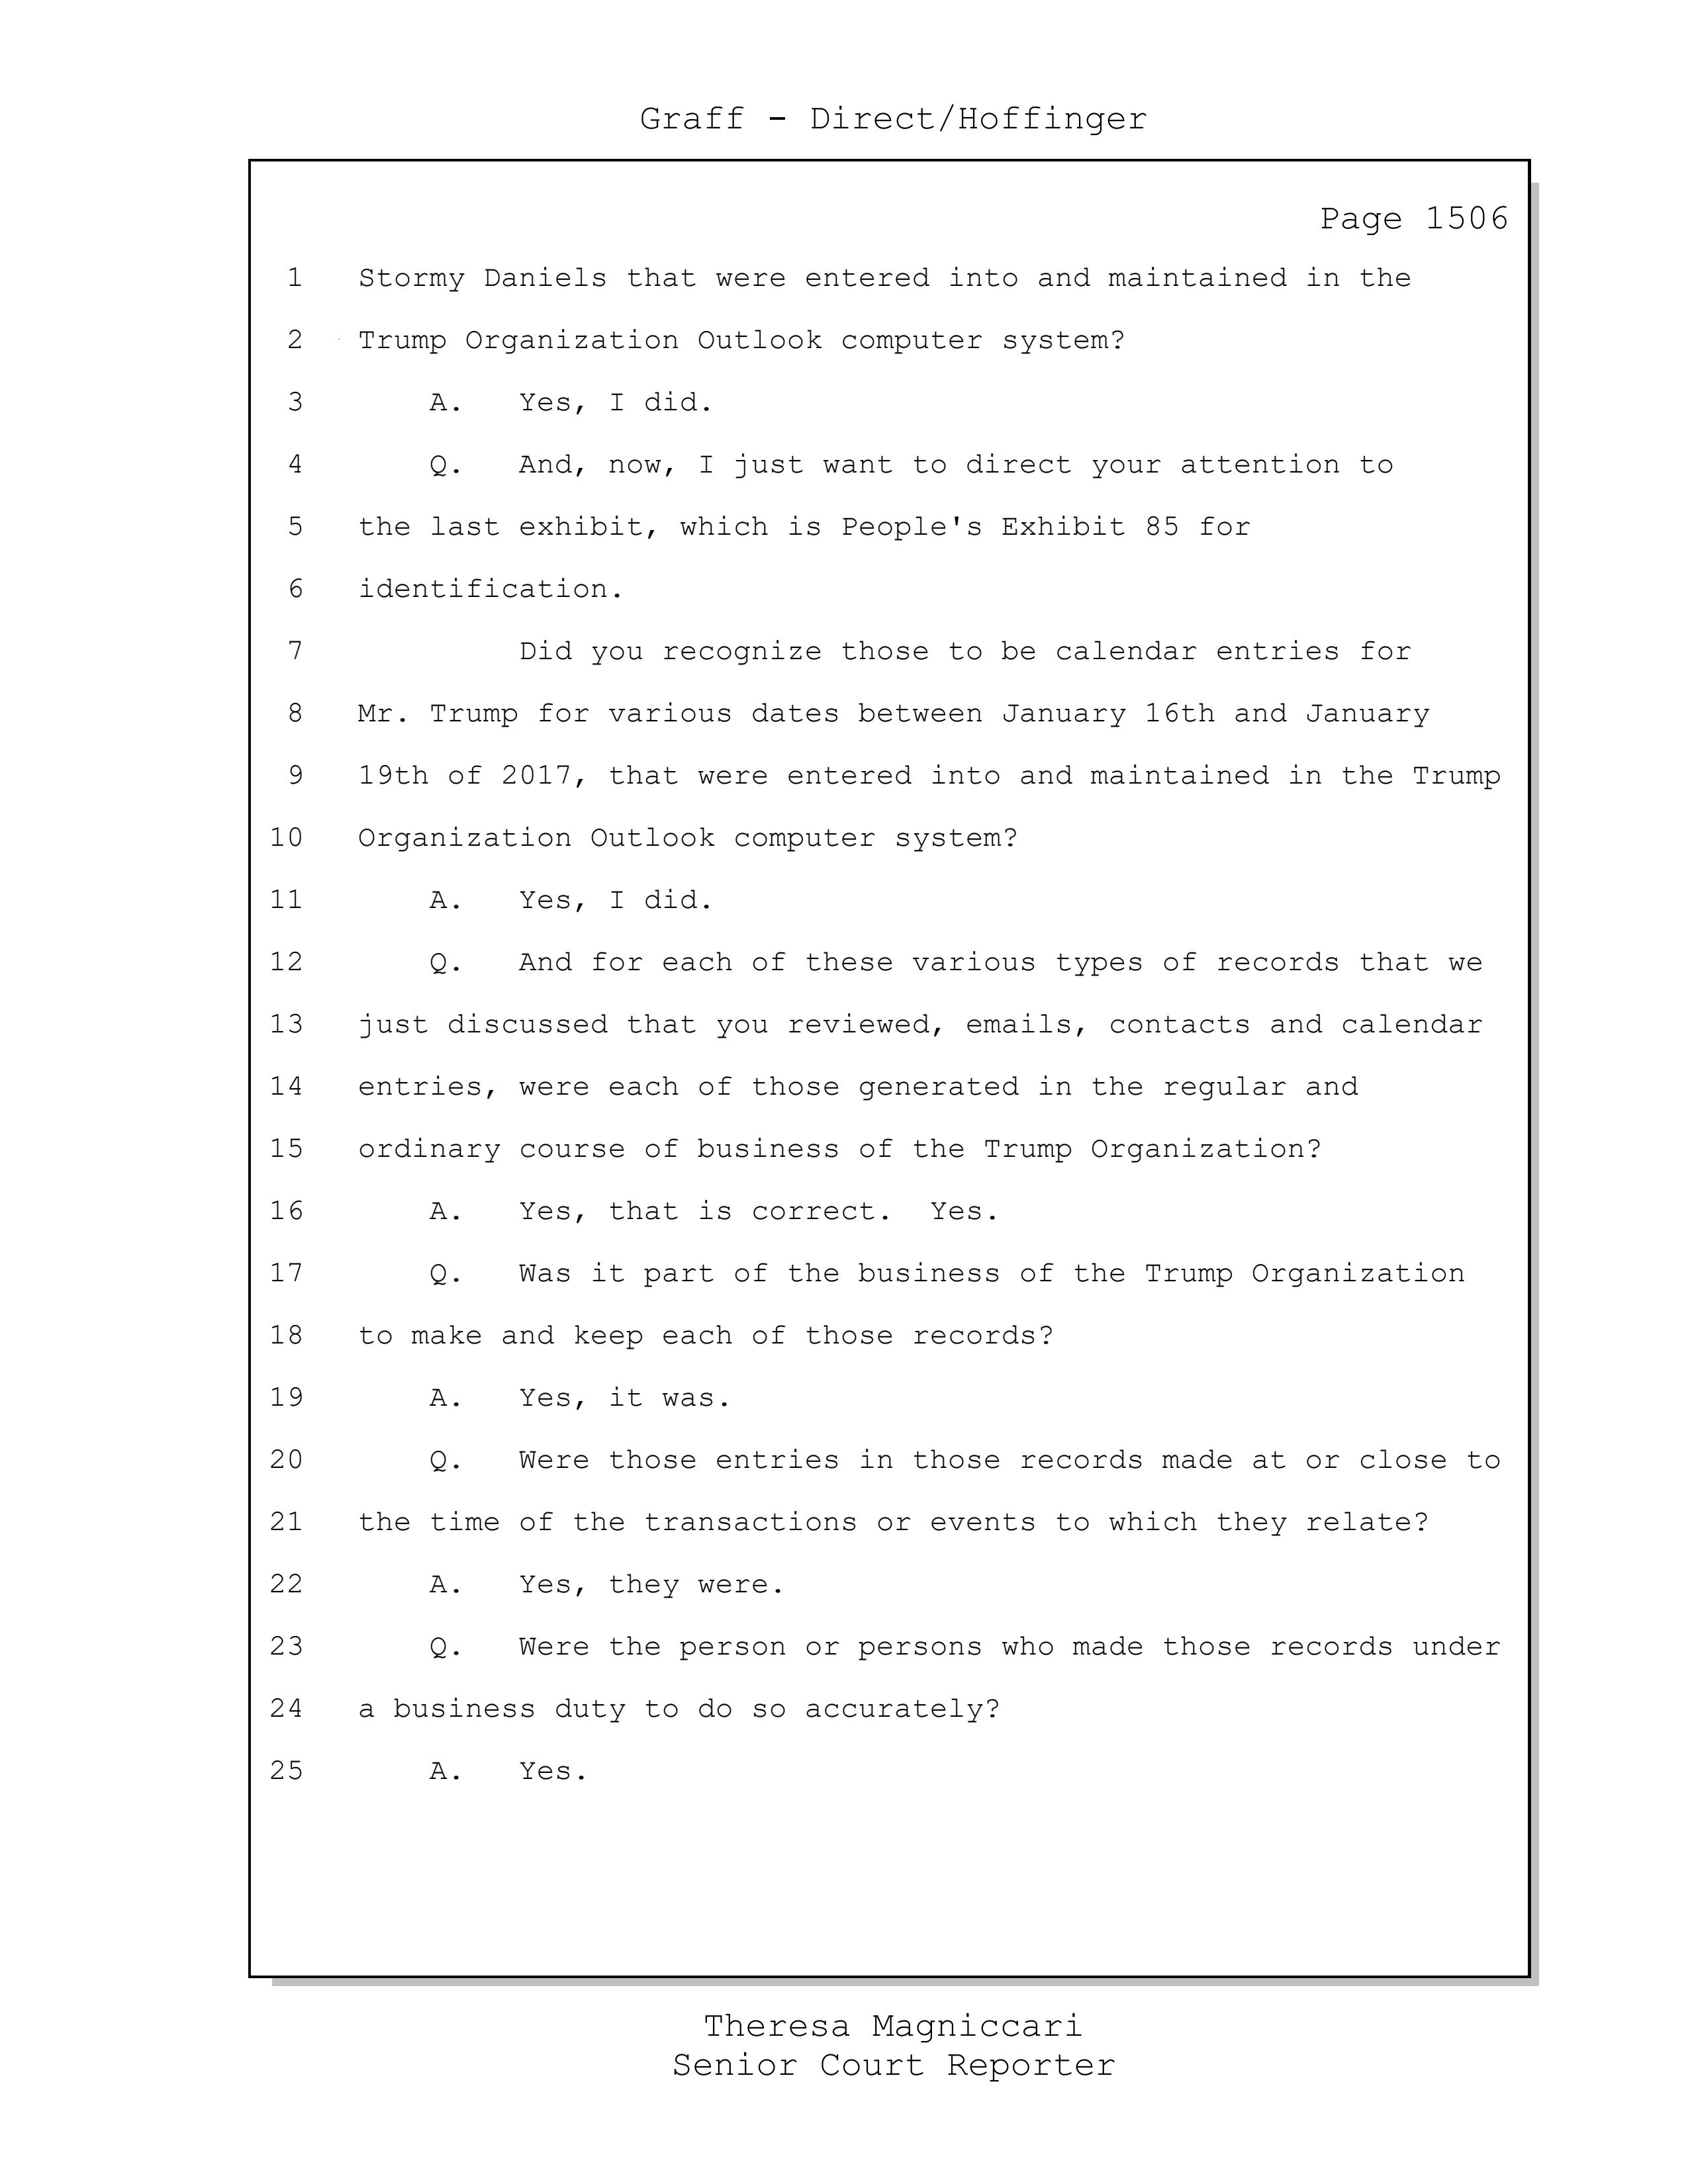 Graff - Direct/Hoffinger
Page 1506
1 Stormy Daniels that were entered into and maintained in the
2 Trump Organization Outlook computer system?
3 A. Yes, I did.
4 Q. And, now, I just want to direct your attention to
5 the last exhibit, which is People's Exhibit 85 for
6 identification.
7 Did you recognize those to be calendar entries for
8 Mr. Trump for various dates between January 16th and January
9 19th of 2017, that were entered into and maintained in the Trump
10 Organization Outlook computer system?
11 A. Yes, I did.
12 Q. And for each of these various types of records that we
13 just discussed that you reviewed, emails, contacts and calendar
14 entries, were each of those generated in the regular and
15 ordinary course of business of the Trump Organization?
16 A. Yes, that is correct.  Yes.
17 Q. Was it part of the business of the Trump Organization
18 to make and keep each of those records?
19 A. Yes, it was.
20 Q. Were those entries in those records made at or close to
21 the time of the transactions or events to which they relate?
22 A. Yes, they were.
23 Q. Were the person or persons who made those records under
24 a business duty to do so accurately?
25 A. Yes.
Theresa Magniccari
Senior Court Reporter